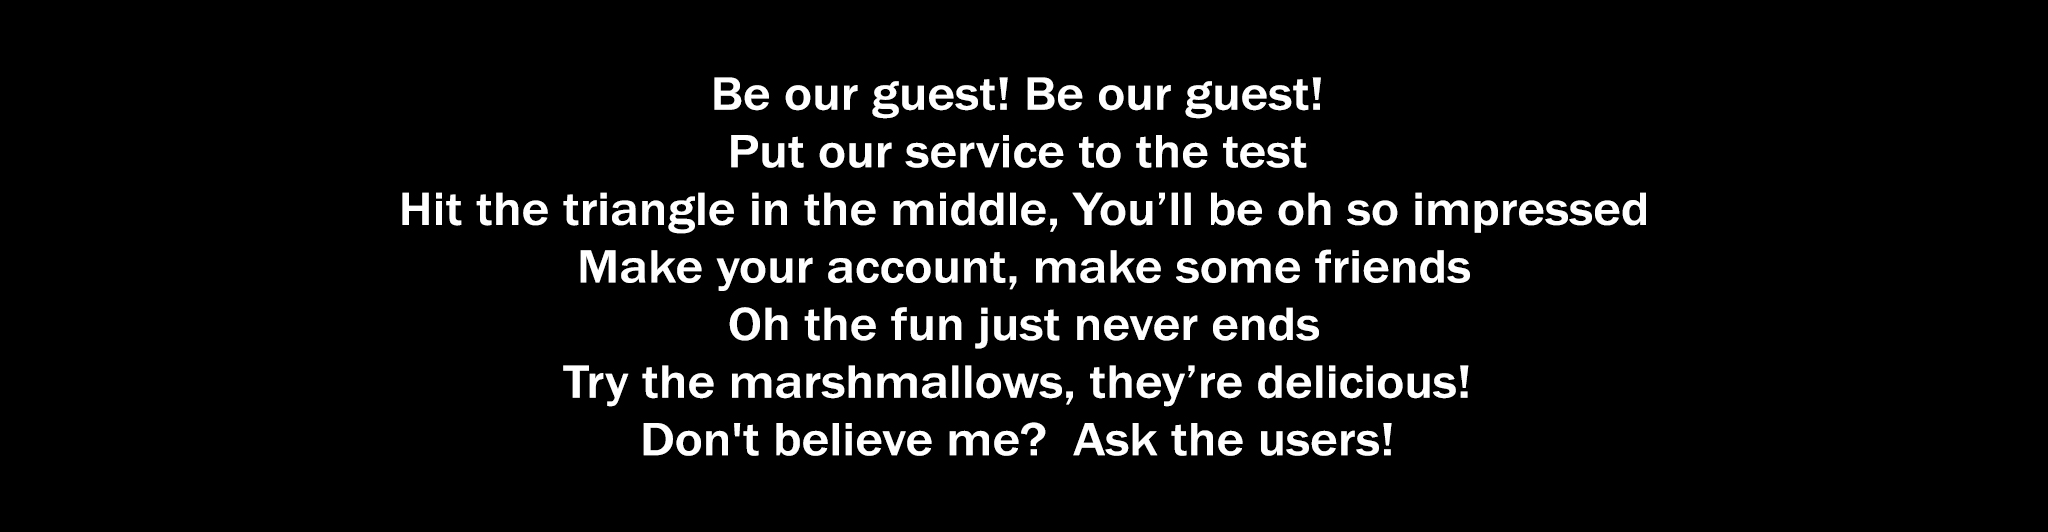 Be our guest! Be our guest!
Put our service to the test
Hit the triangle in the middle, You’ll be oh so impressed
Make your account, make some friends
Oh the fun just never ends
Try the marshmallows, they’re delicious!
Don't believe me?  Ask the users!